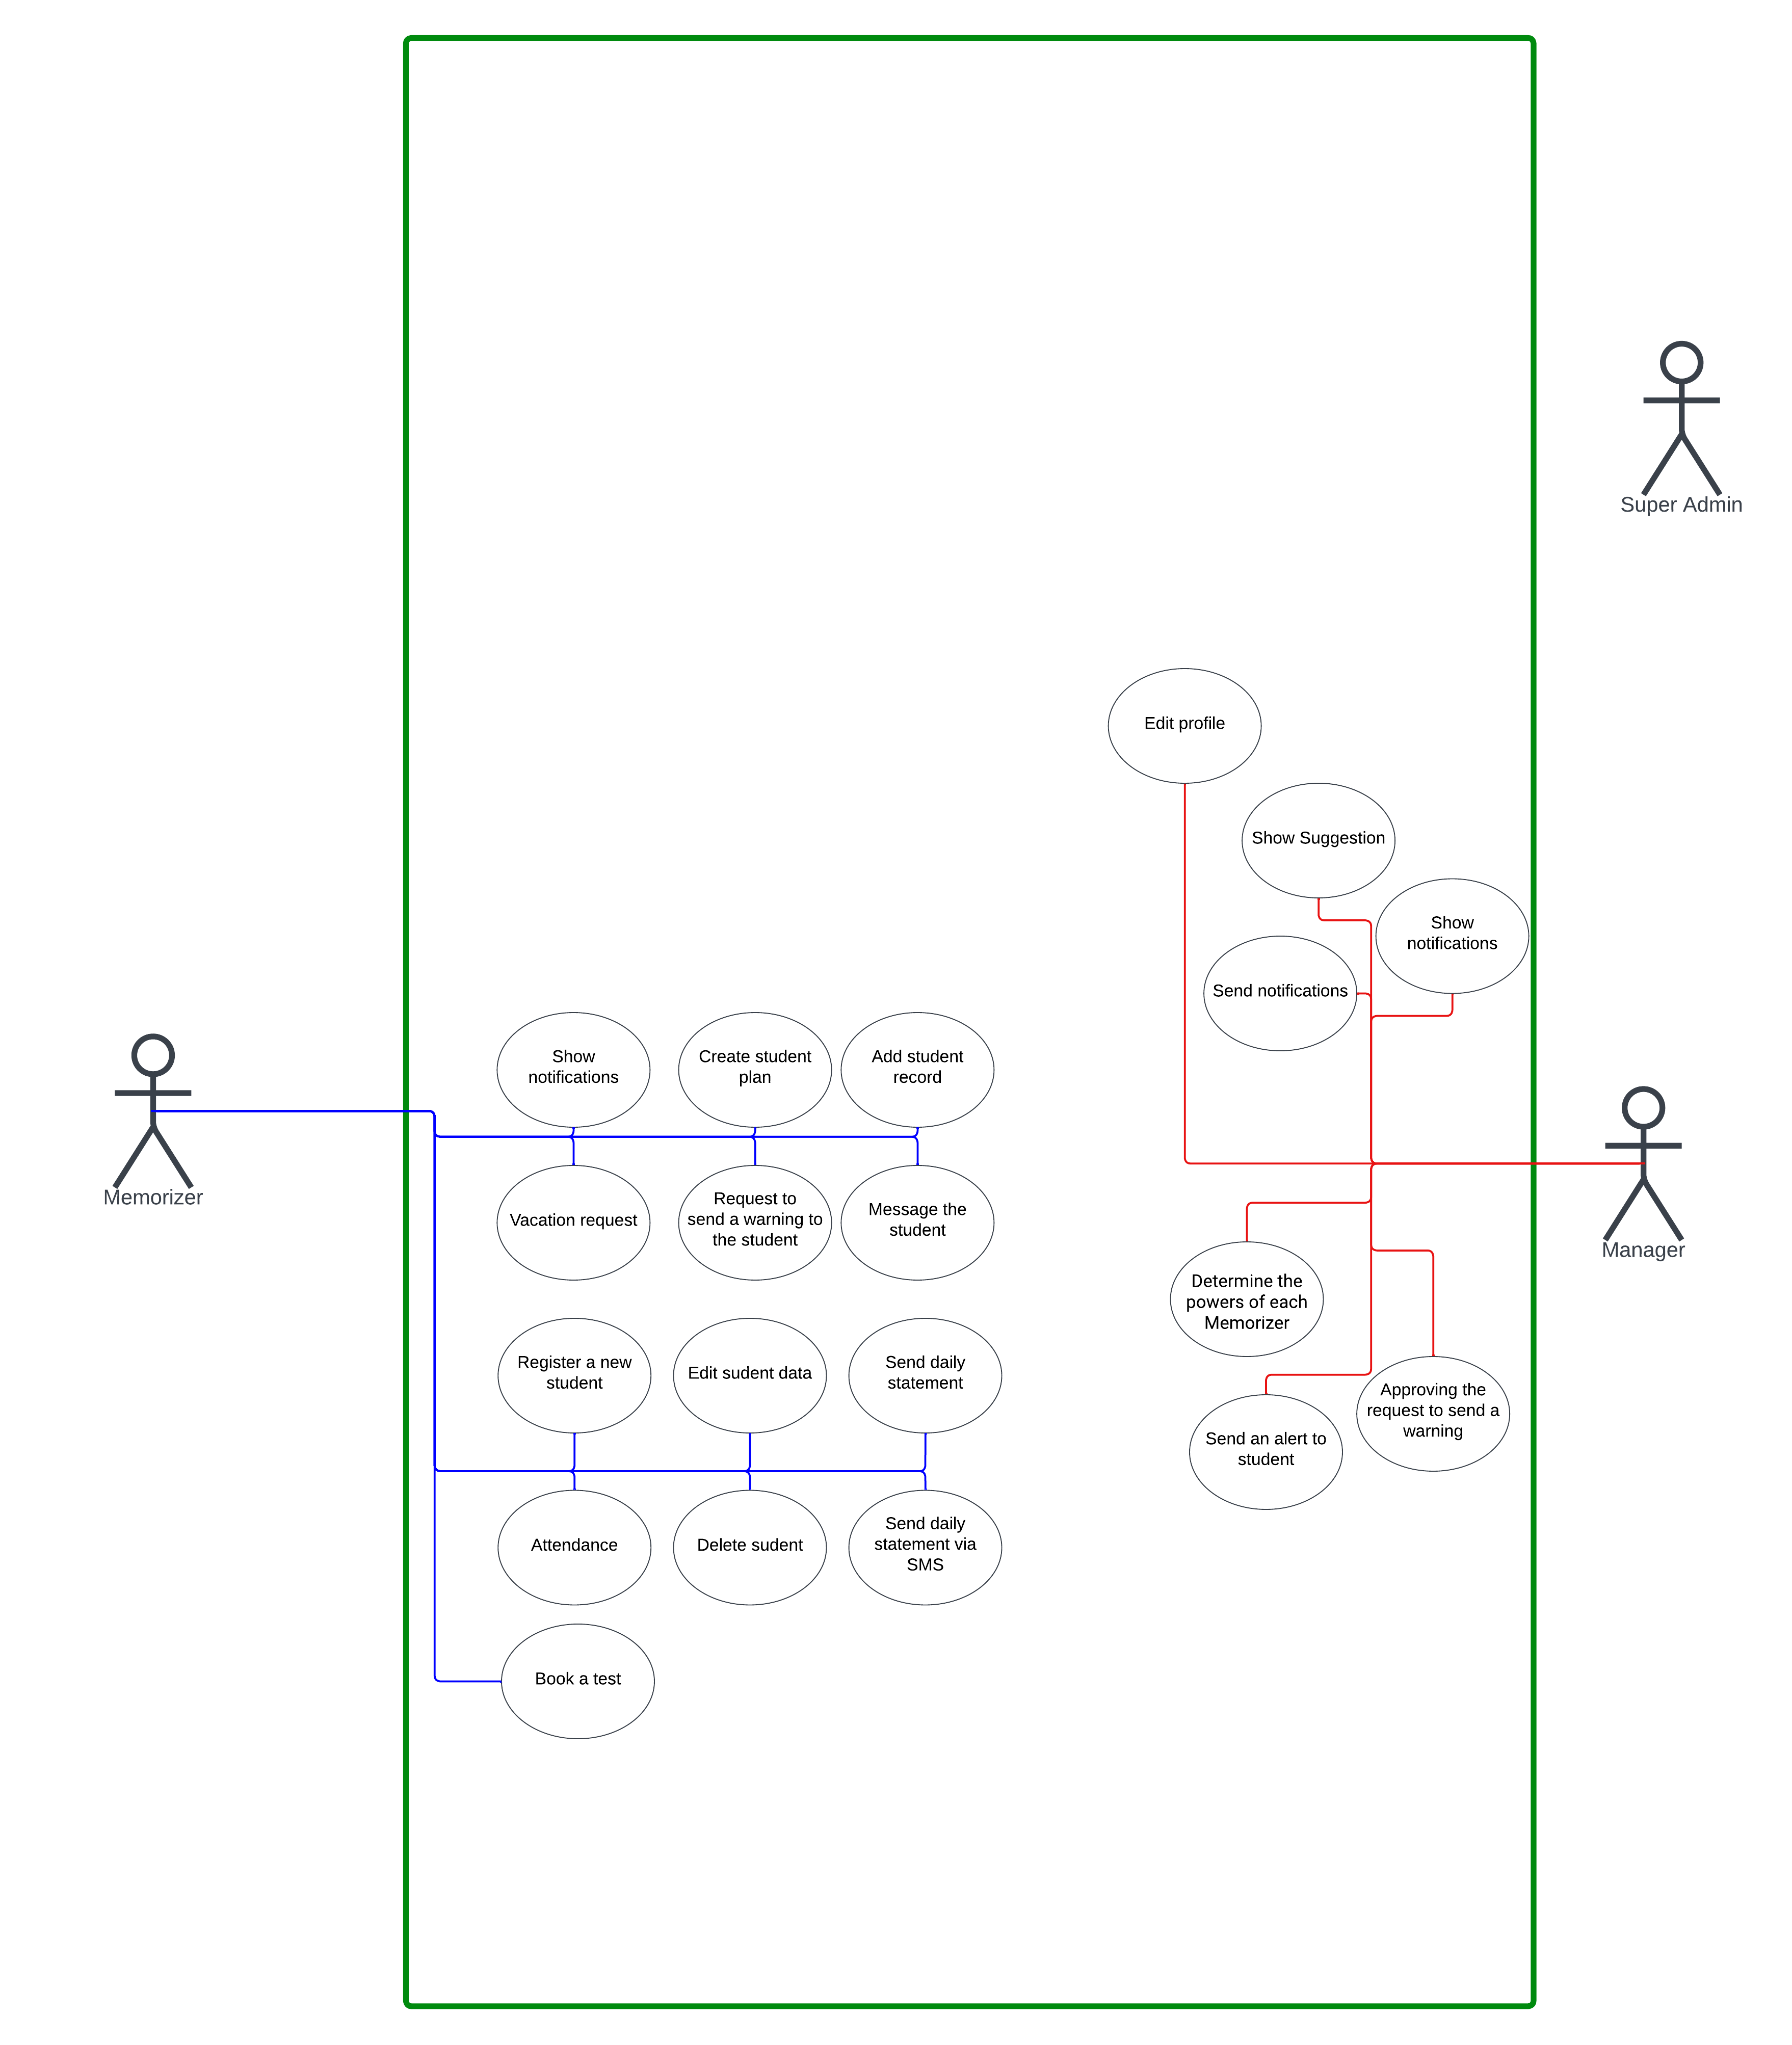 Super Admin
Edit profile
Show Suggestion
Show
notifications
Send notifications
Show
notifications
Create student
plan
Add student
record
Memorizer
Vacation request
Request to
send a warning to
the student
Message the
student
Manager
Determine the
powers of each
Memorizer
Register a new
student
Edit sudent data
Send daily
statement
Approving the
request to send a
warning
Send an alert to
student
Attendance
Delete sudent
Send daily
statement via
SMS
Book a test